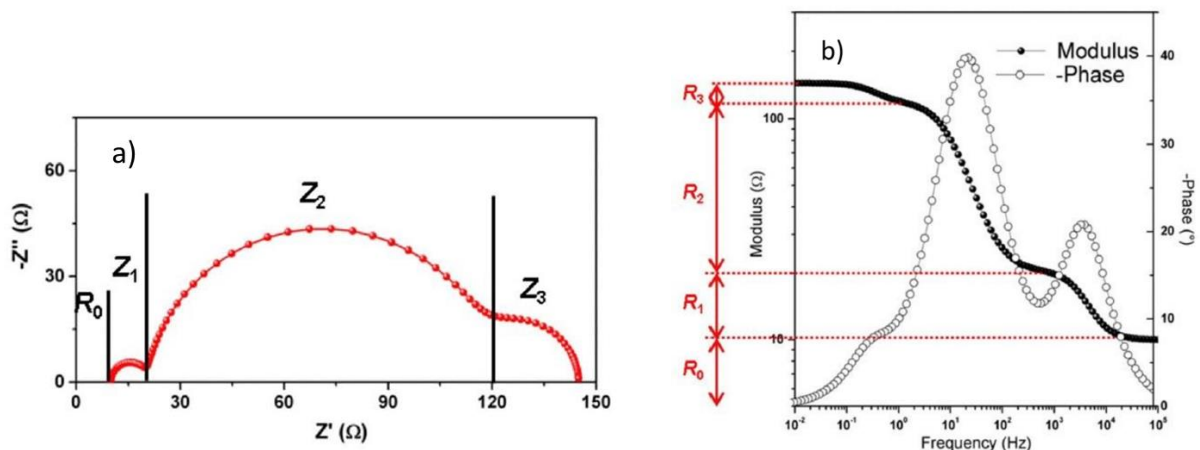 a)
-Z'' (Ω)
60
30
0
R0
Z1
Z2
Z3
0 30 60 90 120 150
Z' (Ω)
b)
Modulus
-Phase
R3
R2
R1
R0
Modulus (Ω)
100
10
40
30
20
10
0
-Phase (°)
10-2 10-1 100 101 102 103 104 105
Frequency (Hz)